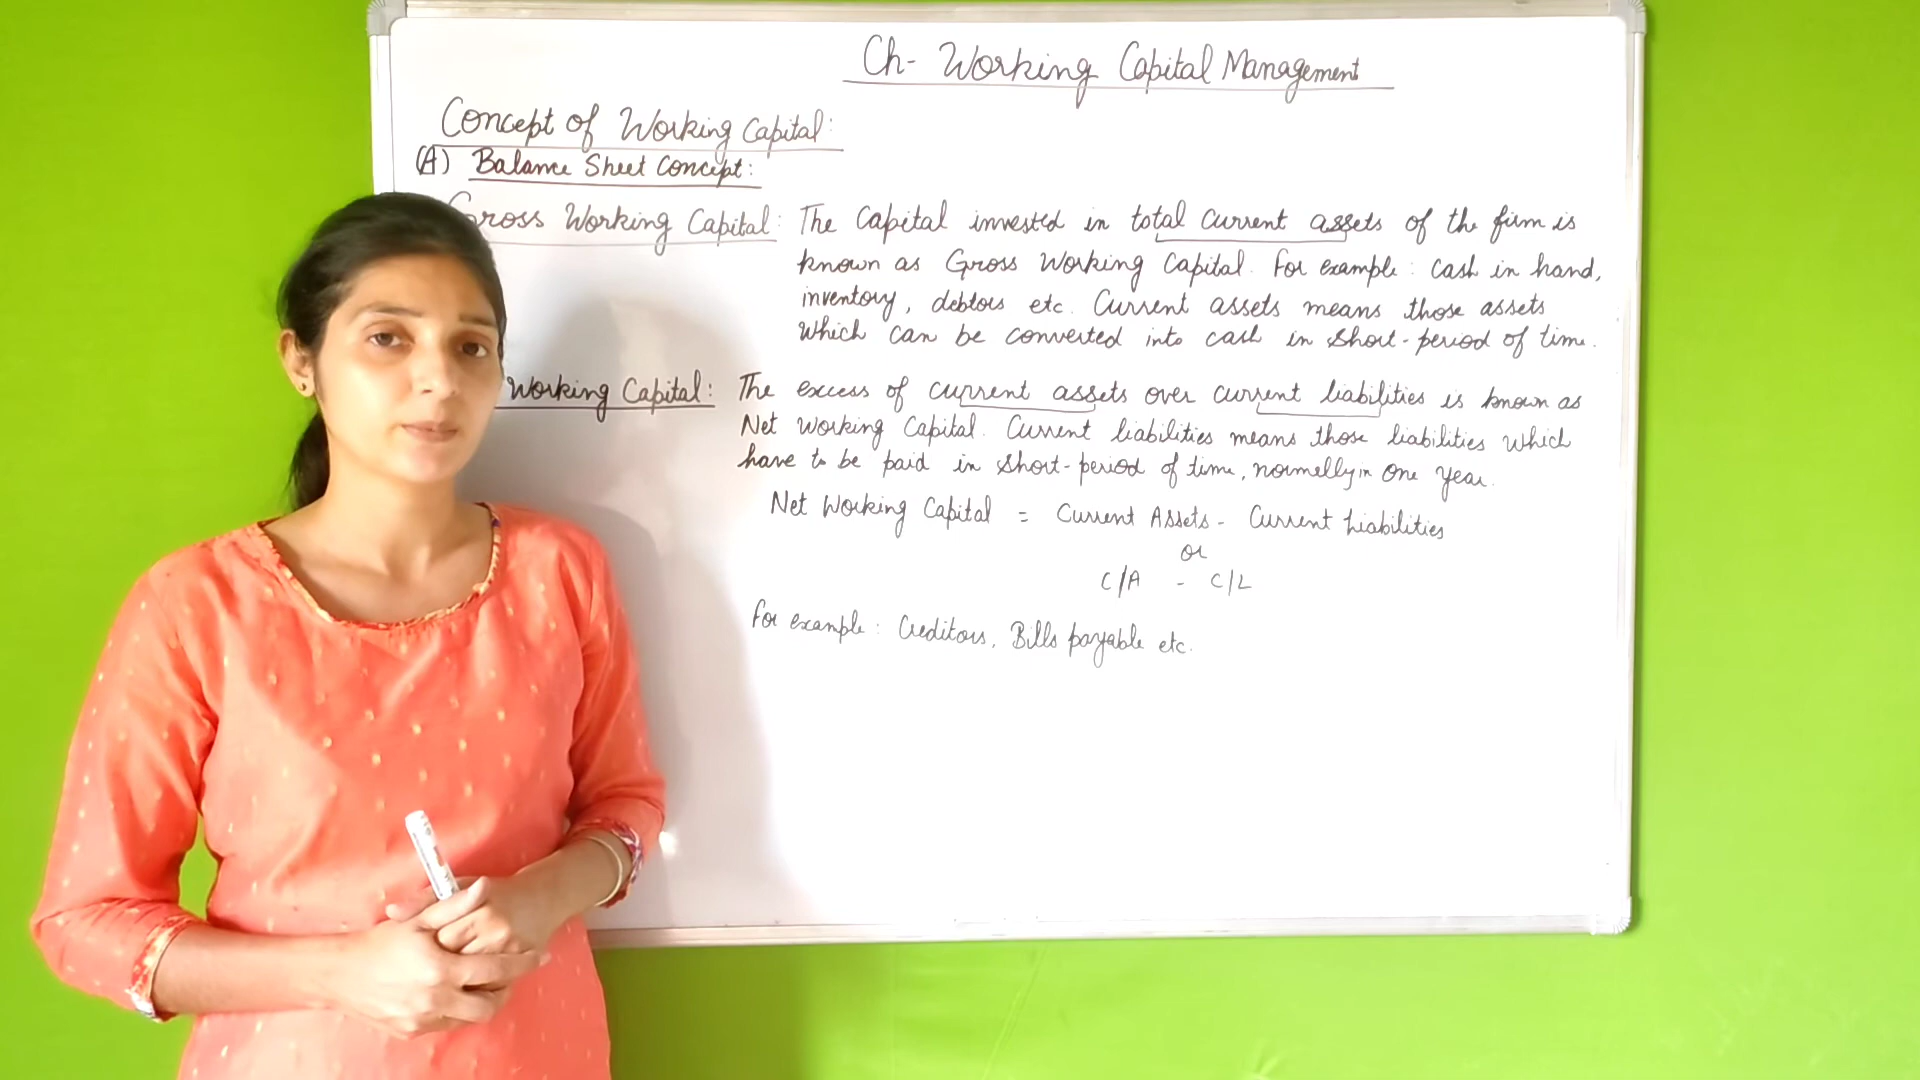 Ch- Working Capital Management
Concept of Working Capital:
(A) Balance Sheet Concept:
Gross Working Capital: The Capital invested in total current assets of the firm is
known as Gross Working Capital. For example: cash in hand,
inventory, debtors etc. Current assets means those assets
which can be converted into cash in short-period of time.
Working Capital: The excess of current assets over current liabilities is known as
Net Working Capital. Current liabilities means those liabilities which
have to be paid in short-period of time, normelly in one year.
Net Working Capital = Current Assets - Current Liabilities
or
C/A - C/L
For example: Creditors, Bills payable etc.